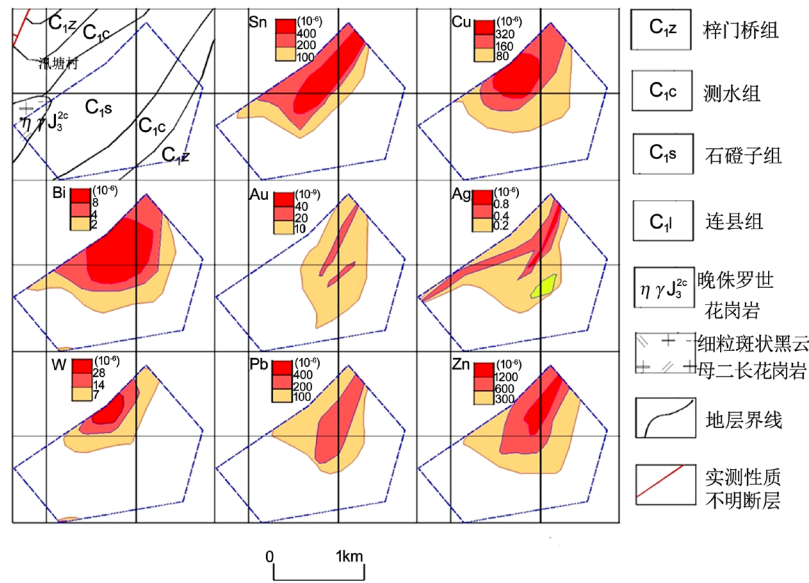 C₁z
C₁c
汛塘村
C₁s
ηγJ₃²ᶜ
C₁c
C₁z
Sn
(10⁻⁶)
400
200
100
Cu
(10⁻⁶)
320
160
80
Bi
(10⁻⁶)
8
4
2
Au
(10⁻⁹)
40
20
10
Ag
(10⁻⁶)
0.8
0.4
0.2
W
(10⁻⁶)
28
14
7
Pb
(10⁻⁶)
400
200
100
Zn
(10⁻⁶)
1200
600
300
C₁z 梓门桥组
C₁c 测水组
C₁s 石磴子组
C₁l 连县组
ηγJ₃²ᶜ 晚侏罗世
花岗岩
细粒斑状黑云
母二长花岗岩
地层界线
实测性质
不明断层
0 1km